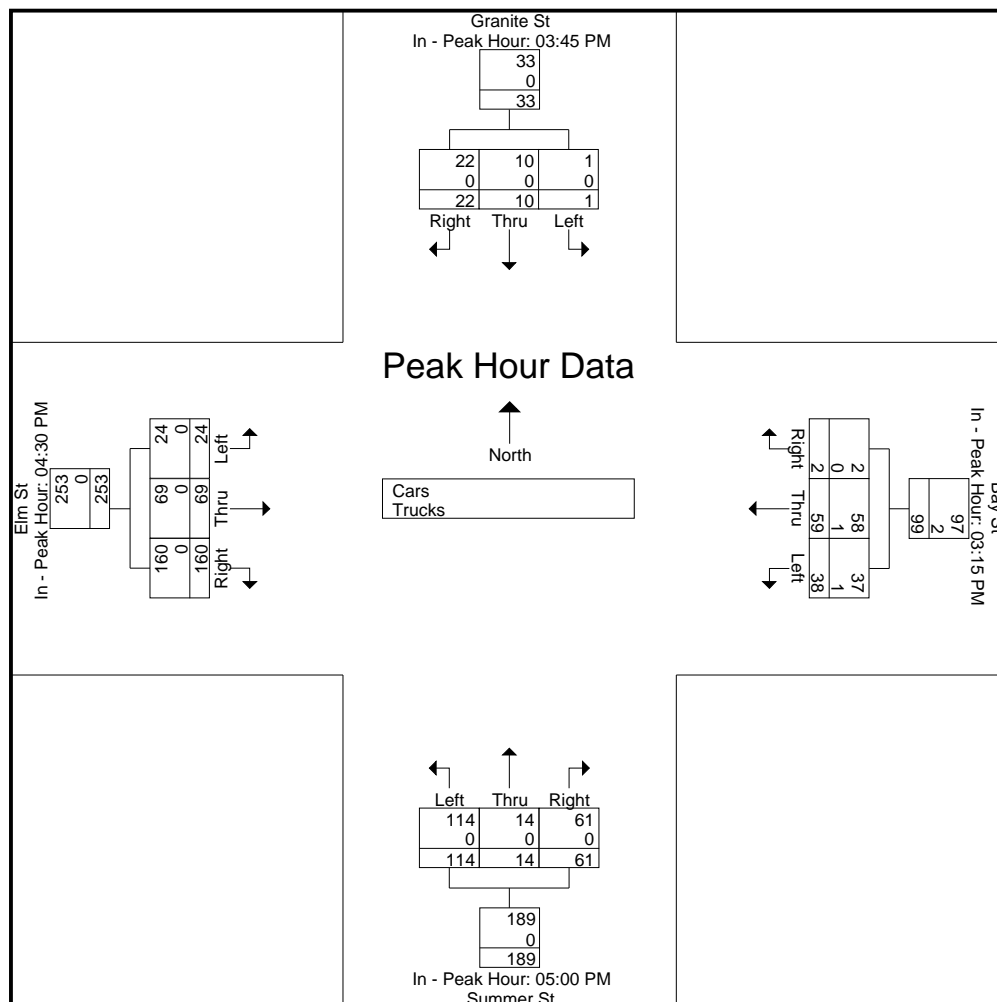 Granite St
In - Peak Hour: 03:45 PM
33
0
33
22 10 1
0 0 0
22 10 1
Right Thru Left
Peak Hour Data
North
Cars
Trucks
Elm St
In - Peak Hour: 04:30 PM
253
0
253
24 0 24
69 0 69
160 0 160
Left
Thru
Right
Bay St
In - Peak Hour: 03:15 PM
97
2
99
Right
Thru
Left
2 0 2
58 1 59
37 1 38
Left Thru Right
114 14 61
0 0 0
114 14 61
189
0
189
In - Peak Hour: 05:00 PM
Summer St